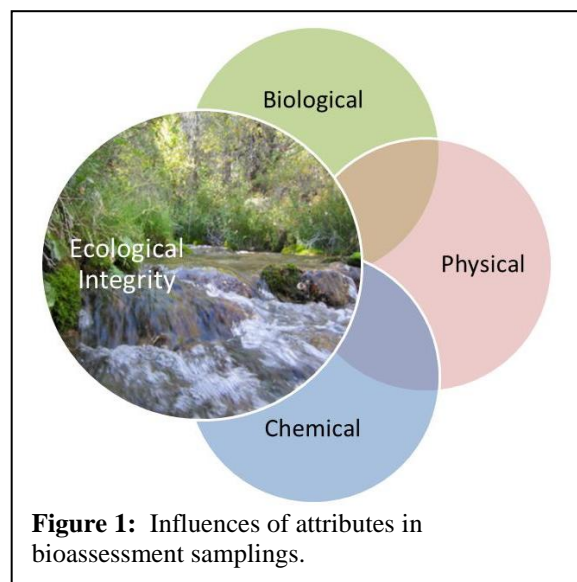 Biological
Ecological
Integrity
Physical
Chemical
Figure 1: Influences of attributes in
bioassessment samplings.